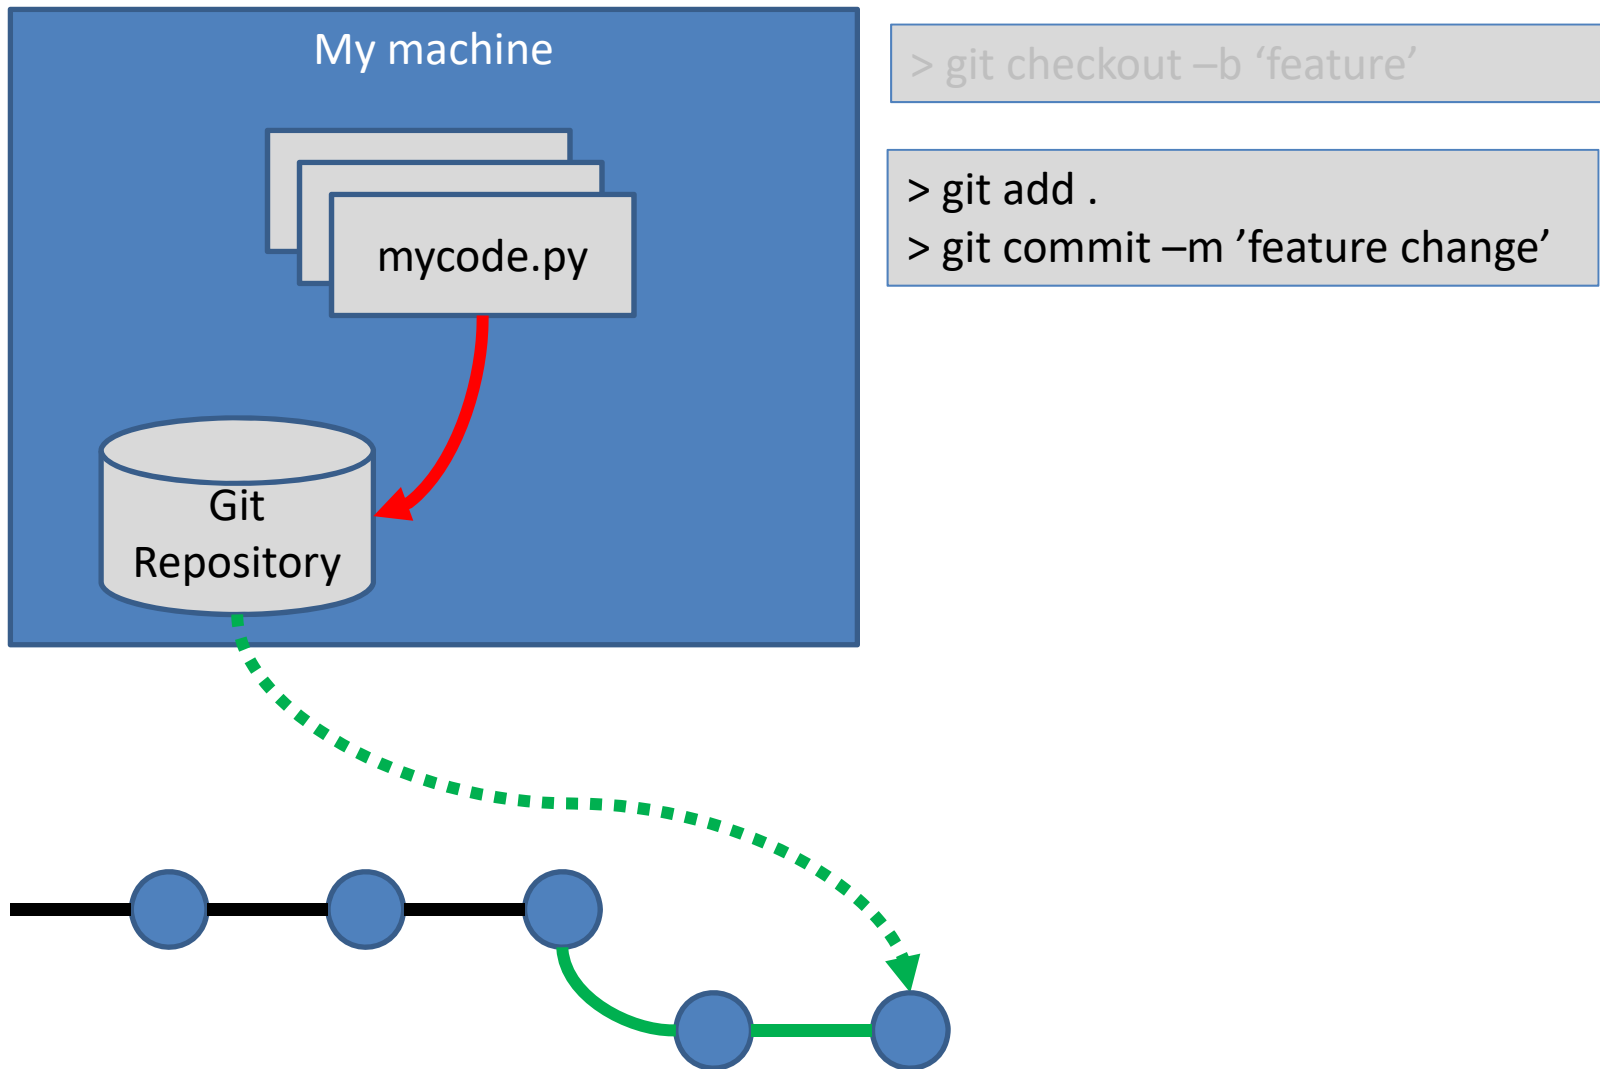 My machine
mycode.py
Git
Repository
> git checkout –b ‘feature’
> git add .
> git commit –m ’feature change’